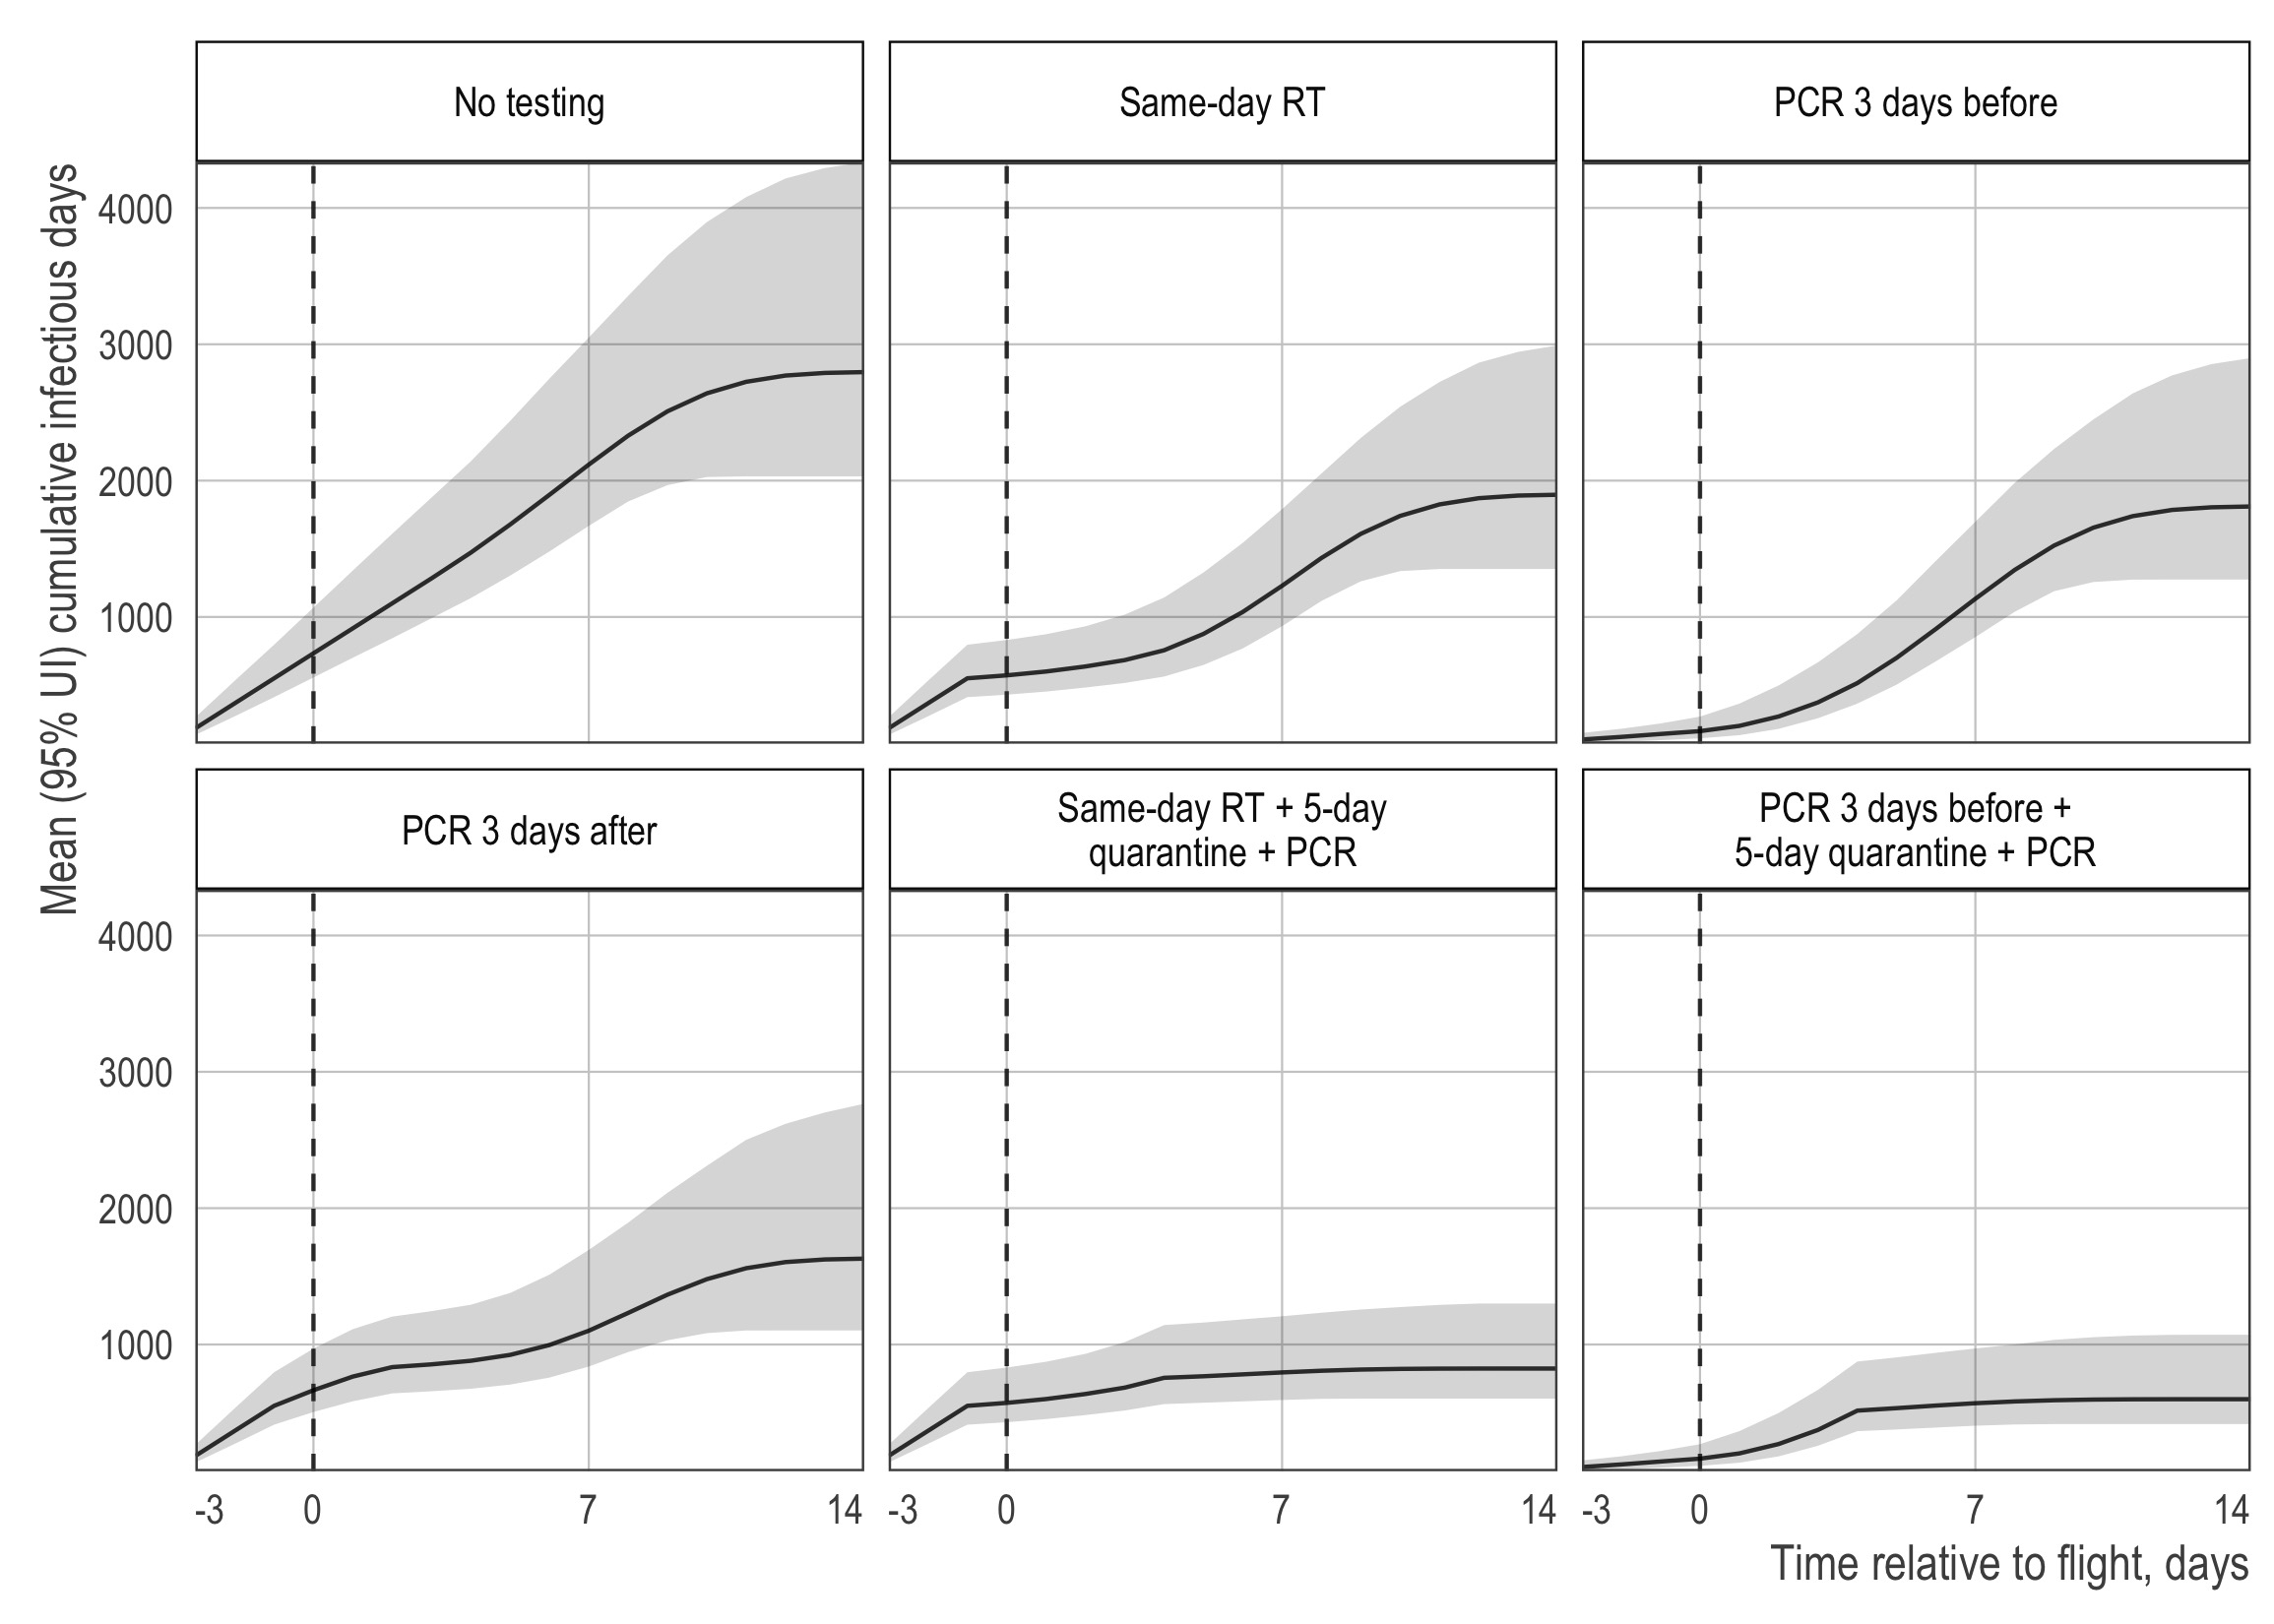 Mean (95% UI) cumulative infectious days
No testing
Same-day RT
PCR 3 days before
4000
3000
2000
1000
PCR 3 days after
Same-day RT + 5-day
quarantine + PCR
PCR 3 days before +
5-day quarantine + PCR
4000
3000
2000
1000
-3 0 7 14
-3 0 7 14
-3 0 7 14
Time relative to flight, days